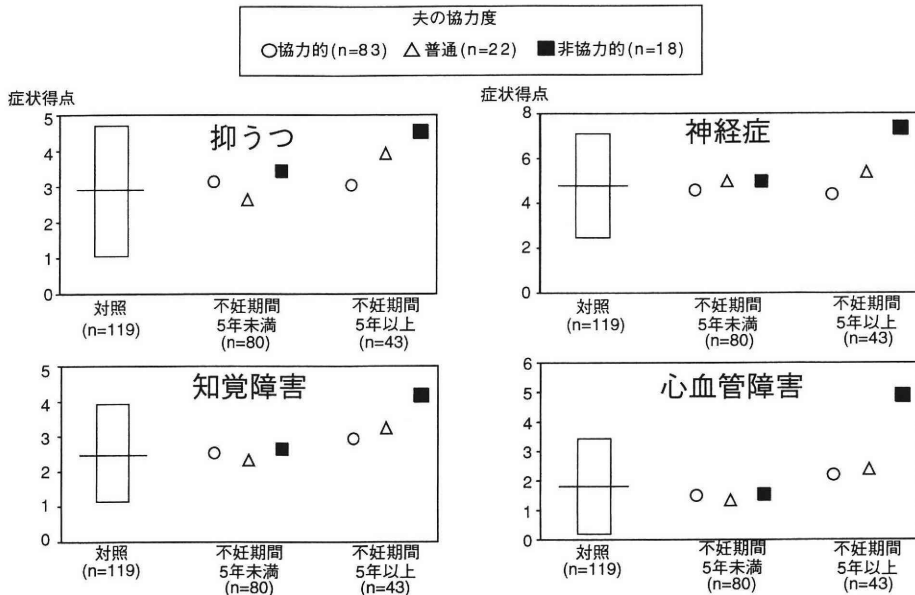 夫の協力度
○協力的(n=83) △普通(n=22) ■非協力的(n=18)
症状得点
抑うつ
5
4
3
2
1
0
対照
(n=119)
不妊期間
5年未満
(n=80)
不妊期間
5年以上
(n=43)
症状得点
神経症
8
6
4
2
0
対照
(n=119)
不妊期間
5年未満
(n=80)
不妊期間
5年以上
(n=43)
知覚障害
5
4
3
2
1
0
対照
(n=119)
不妊期間
5年未満
(n=80)
不妊期間
5年以上
(n=43)
心血管障害
6
5
4
3
2
1
0
対照
(n=119)
不妊期間
5年未満
(n=80)
不妊期間
5年以上
(n=43)